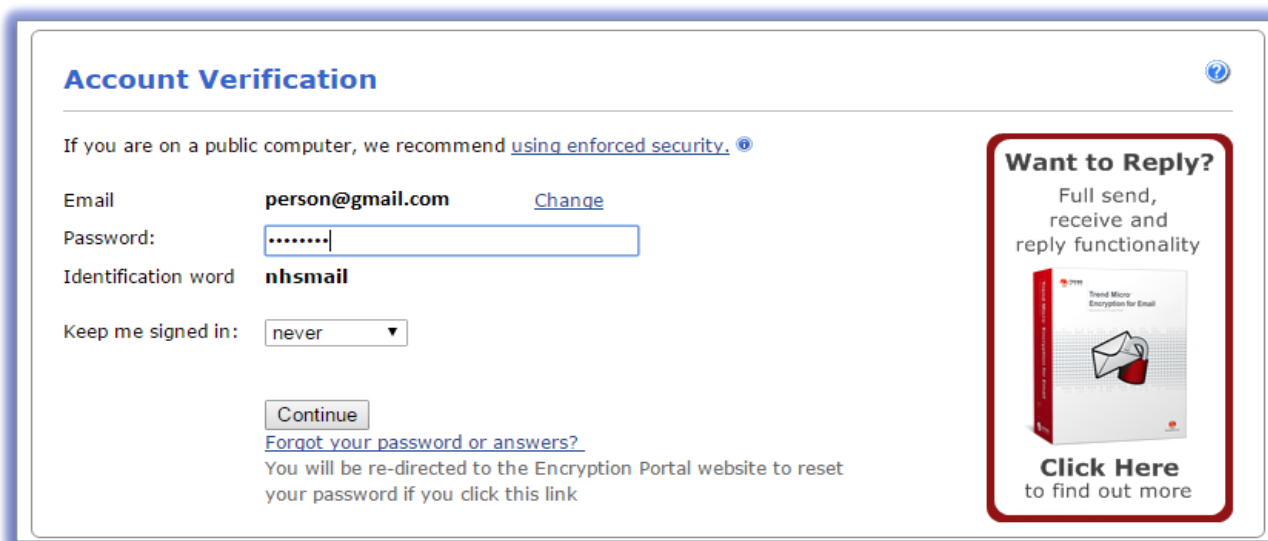 Account Verification
If you are on a public computer, we recommend using enforced security.
Email person@gmail.com Change
Password: ••••••••
Identification word nhsmail
Keep me signed in: never
Continue
Forgot your password or answers?
You will be re-directed to the Encryption Portal website to reset
your password if you click this link
Want to Reply?
Full send,
receive and
reply functionality
Trend Micro
Encryption for Email
Click Here
to find out more